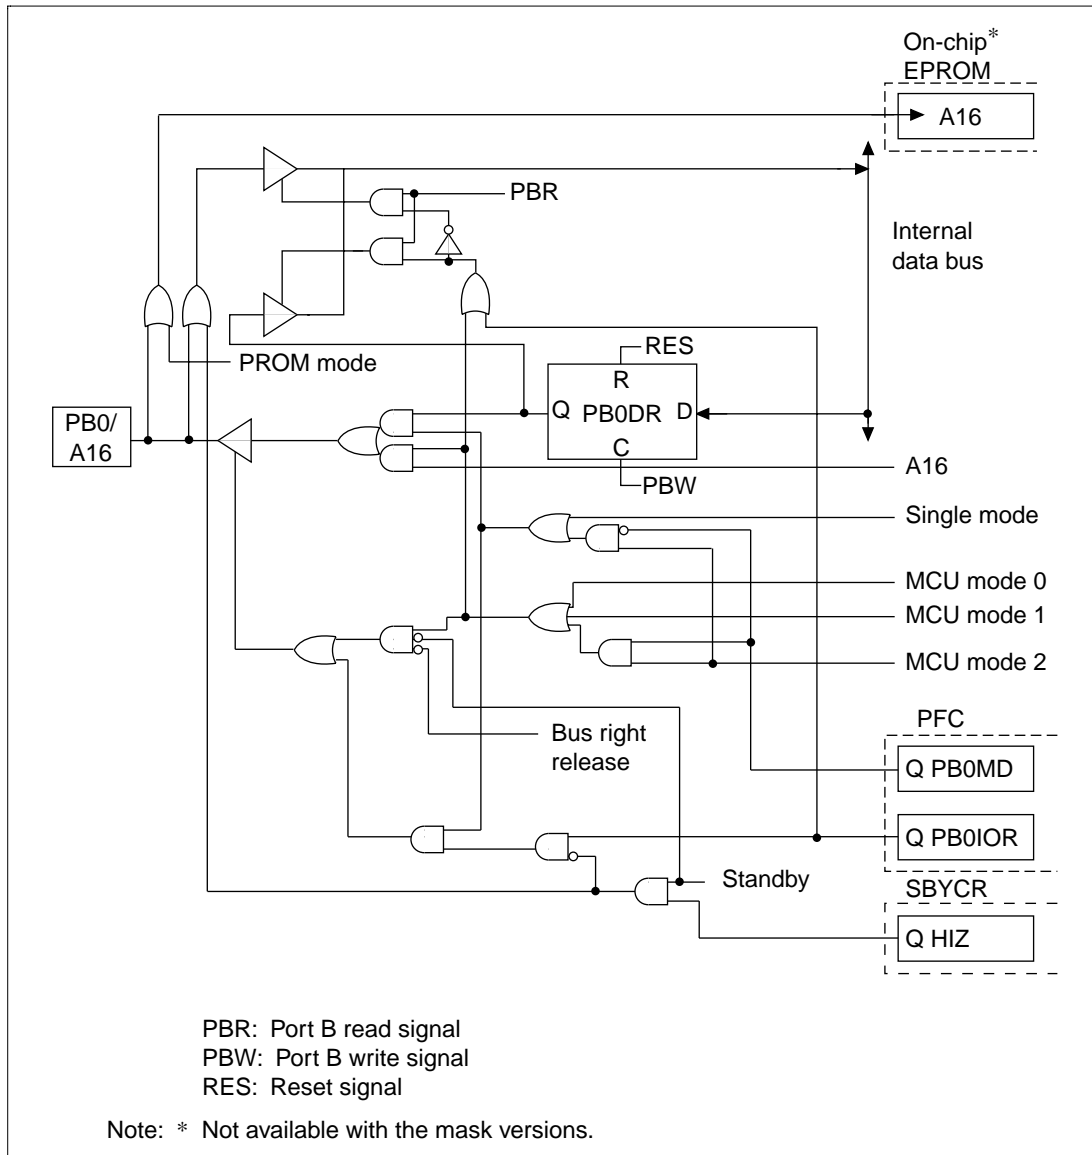 On-chip*
EPROM
A16
PBR
Internal
data bus
RES
PROM mode
R
Q PB0DR D
C
PB0/
A16
PBW
A16
Single mode
MCU mode 0
MCU mode 1
MCU mode 2
PFC
Bus right
release
Q PB0MD
Q PB0IOR
Standby
SBYCR
Q HIZ
PBR: Port B read signal
PBW: Port B write signal
RES: Reset signal
Note: * Not available with the mask versions.